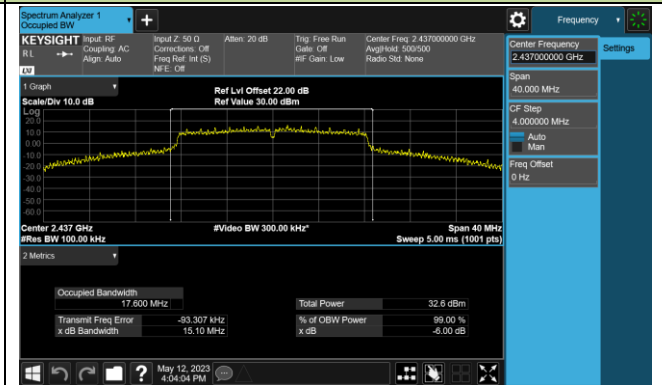 Spectrum Analyzer 1
Occupied BW
+
Frequency
KEYSIGHT
RL
LXI
Input: RF
Coupling: AC
Align: Auto
Input Z: 50 Ω
Corrections: Off
Freq Ref: Int (S)
NFE: Off
Atten: 20 dB
Trig: Free Run
Gate: Off
#IF Gain: Low
Center Freq: 2.437000000 GHz
Avg|Hold: 500/500
Radio Std: None
Center Frequency
2.437000000 GHz
Settings
Span
40.000 MHz
CF Step
4.000000 MHz
Auto
Man
Freq Offset
0 Hz
1 Graph
Scale/Div 10.0 dB
Ref Lvl Offset 22.00 dB
Ref Value 30.00 dBm
Log
20.0
10.0
0.00
-10.0
-20.0
-30.0
-40.0
-50.0
-60.0
Center 2.437 GHz
#Res BW 100.00 kHz
#Video BW 300.00 kHz*
Span 40 MHz
Sweep 5.00 ms (1001 pts)
2 Metrics
Occupied Bandwidth
17.600 MHz
Total Power 32.6 dBm
Transmit Freq Error -93.307 kHz
% of OBW Power 99.00 %
x dB Bandwidth 15.10 MHz
x dB -6.00 dB
?
May 12, 2023
4:04:04 PM